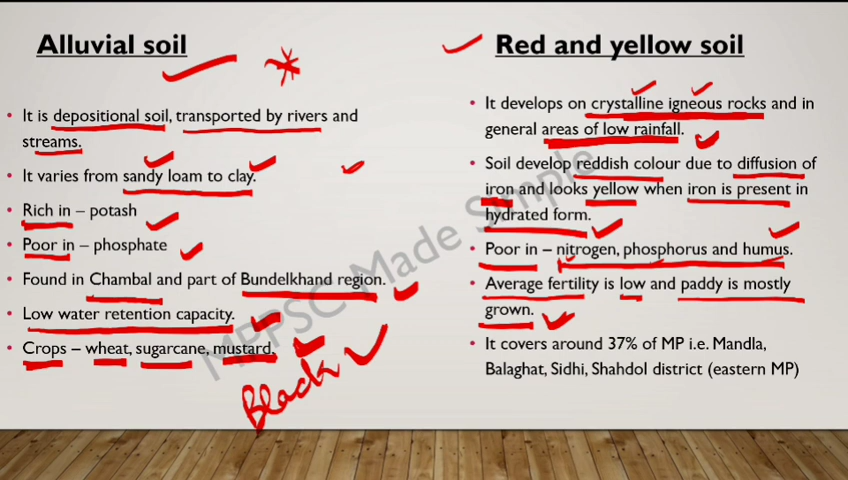 Alluvial soil
• It is depositional soil, transported by rivers and
streams.
• It varies from sandy loam to clay.
• Rich in – potash
• Poor in – phosphate
• Found in Chambal and part of Bundelkhand region.
• Low water retention capacity.
• Crops – wheat, sugarcane, mustard,
Black
Red and yellow soil
• It develops on crystalline igneous rocks and in
general areas of low rainfall.
• Soil develop reddish colour due to diffusion of
iron and looks yellow when iron is present in
hydrated form.
• Poor in – nitrogen, phosphorus and humus.
• Average fertility is low and paddy is mostly
grown.
• It covers around 37% of MP i.e. Mandla,
Balaghat, Sidhi, Shahdol district (eastern MP)
MPPSC Made Simple